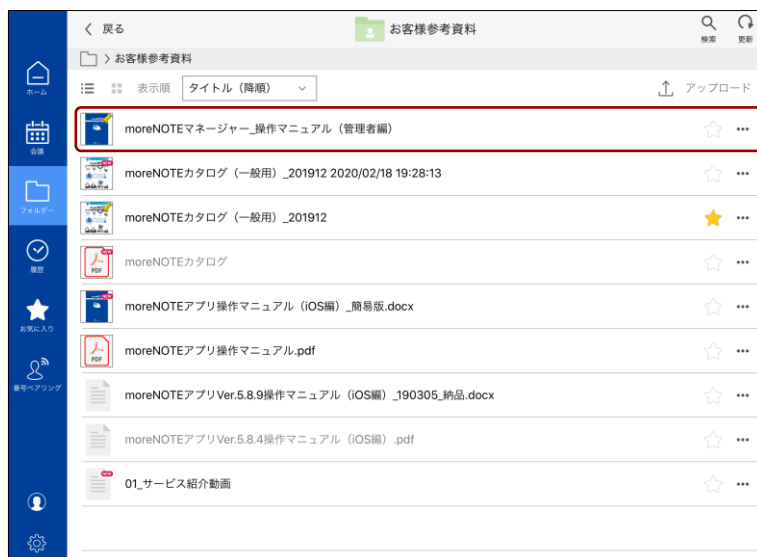 戻る
お客様参考資料
検索
更新
お客様参考資料
表示順
タイトル（降順）
アップロード
ホーム
会議
フォルダー
履歴
お気に入り
番号ペアリング
moreNOTEマネージャー_操作マニュアル（管理者編）
NEW
moreNOTEカタログ（一般用）_201912 2020/02/18 19:28:13
moreNOTEカタログ（一般用）_201912
NEW
PDF
moreNOTEカタログ
NEW
moreNOTEアプリ操作マニュアル（iOS編）_簡易版.docx
PDF
moreNOTEアプリ操作マニュアル.pdf
moreNOTEアプリVer.5.8.9操作マニュアル（iOS編）_190305_納品.docx
moreNOTEアプリVer.5.8.4操作マニュアル（iOS編）.pdf
NEW
01_サービス紹介動画